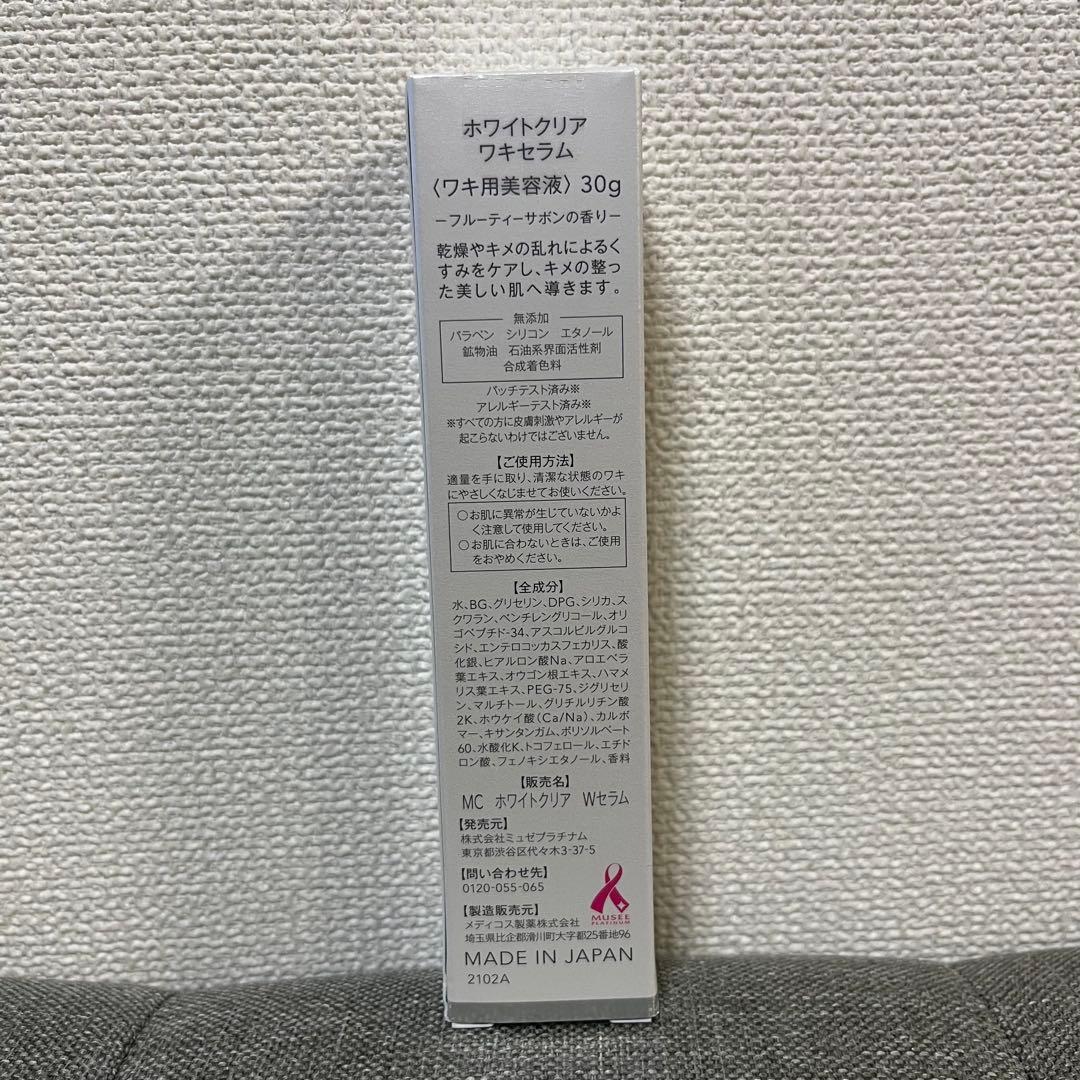 ホワイトクリア
ワキセラム
〈ワキ用美容液〉 30g
−フルーティーサボンの香り−
乾燥やキメの乱れによるく
すみをケアし、キメの整っ
た美しい肌へ導きます。
無添加
パラベン シリコン エタノール
鉱物油 石油系界面活性剤
合成着色料
パッチテスト済み※
アレルギーテスト済み※
※すべての方に皮膚刺激やアレルギーが
起こらないわけではございません。
【ご使用方法】
適量を手に取り、清潔な状態のワキ
にやさしくなじませてお使いください。
○お肌に異常が生じていないかよ
く注意して使用してください。
○お肌に合わないときは、ご使用
をおやめください。
【全成分】
水、BG、グリセリン、DPG、シリカ、ス
クワラン、ペンチレングリコール、オリ
ゴペプチド-34、アスコルビルグルコ
シド、エンテロコッカスフェカリス、酸
化銀、ヒアルロン酸Na、アロエベラ
葉エキス、オウゴン根エキス、ハマメ
リス葉エキス、PEG-75、ジグリセリ
ン、マルチトール、グリチルリチン酸
2K、ホウケイ酸(Ca/Na)、カルボ
マー、キサンタンガム、ポリソルベート
60、水酸化K、トコフェロール、エチド
ロン酸、フェノキシエタノール、香料
【販売名】
MC ホワイトクリア Wセラム
【発売元】
株式会社ミュゼプラチナム
東京都渋谷区代々木3-37-5
【問い合わせ先】
0120-055-065
【製造販売元】
メディコス製薬株式会社
埼玉県比企郡滑川町大字都25番地96
MUSEE
PLATINUM
MADE IN JAPAN
2102A